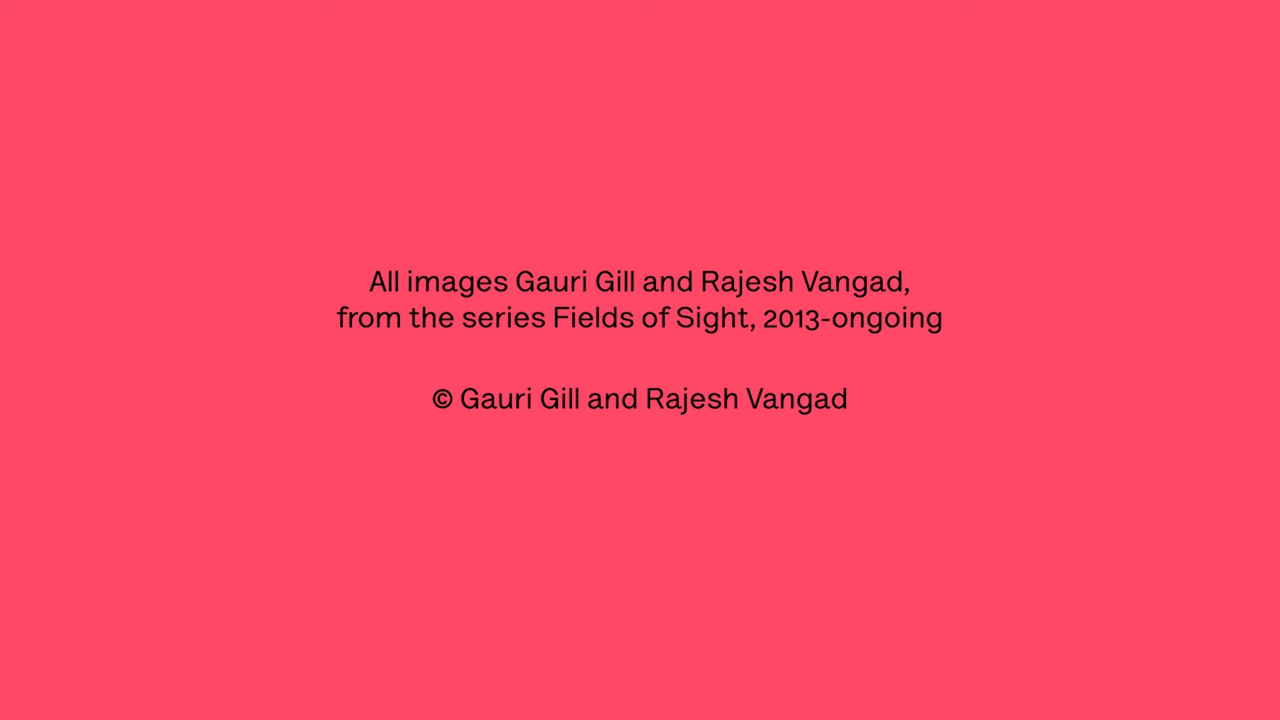 All images Gauri Gill and Rajesh Vangad,
from the series Fields of Sight, 2013-ongoing
© Gauri Gill and Rajesh Vangad